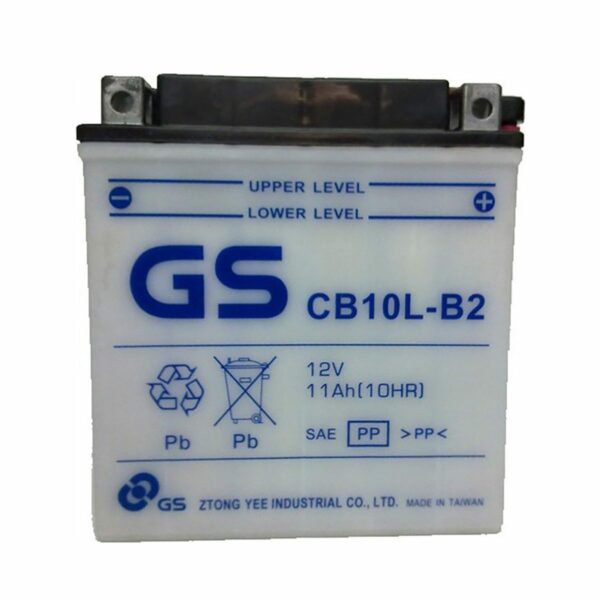 UPPER LEVEL
- +
LOWER LEVEL
GS CB10L-B2
12V
11Ah(10HR)
Pb Pb SAE PP >PP<
GS ZTONG YEE INDUSTRIAL CO., LTD. MADE IN TAIWAN